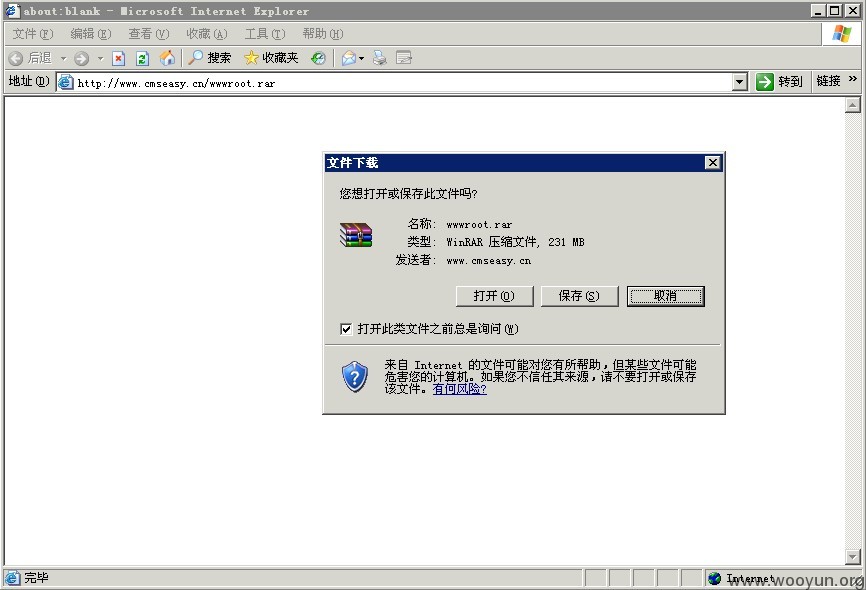 about:blank - Microsoft Internet Explorer
文件(F) 编辑(E) 查看(V) 收藏(A) 工具(T) 帮助(H)
后退 搜索 收藏夹
地址(D) http://www.cmseasy.cn/wwwroot.rar 转到 链接 »
文件下载
您想打开或保存此文件吗?
名称: wwwroot.rar
类型: WinRAR 压缩文件, 231 MB
发送者: www.cmseasy.cn
打开(O) 保存(S) 取消
打开此类文件之前总是询问(W)
来自 Internet 的文件可能对您有所帮助,但某些文件可能
危害您的计算机。如果您不信任其来源,请不要打开或保存
该文件。有何风险?
完毕 Internet
www.wooyun.org